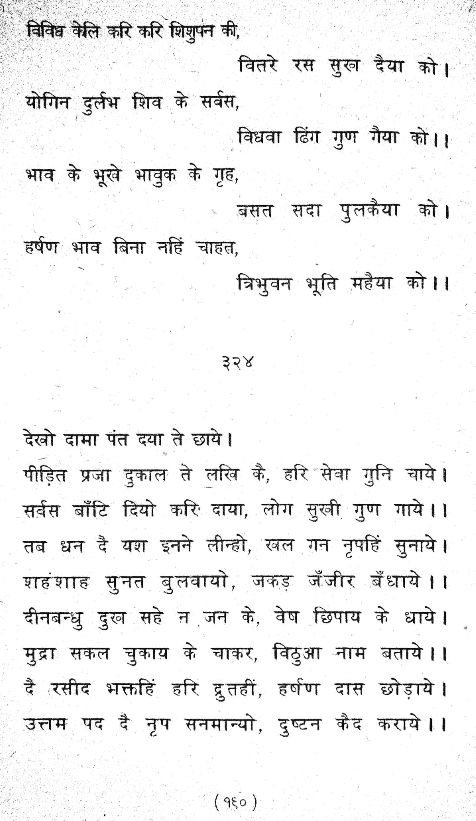 विविध केलि करि करि शिशुपन की,
वितरे रस सुख दैया को।
योगिन दुर्लभ शिव के सर्वस,
विधवा ढिंग गुण गैया को।।
भाव के भूखे भावुक के गृह,
बसत सदा पुलकैया को।
हर्षण भाव बिना नहिं चाहत,
त्रिभुवन भूति महैया को।।
३२४
देखो दामा पंत दया ते छाये।
पीड़ित प्रजा दुकाल ते लखि कै, हरि सेवा गुनि चाये।
सर्वस बाँटि दियो करि दाया, लोग सुखी गुण गाये।।
तब धन दै यश इनने लीन्हो, खल गन नृपहिं सुनाये।
शहंशाह सुनत बुलवायो, जकड़ जँजीर बँधाये।।
दीनबन्धु दुख सहे न जन के, वेष छिपाय के धाये।
मुद्रा सकल चुकाय के चाकर, विठुआ नाम बताये।।
दै रसीद भक्तहिं हरि द्रुतहीं, हर्षण दास छोड़ाये।
उत्तम पद दै नृप सनमान्यो, दुष्टन कैद कराये।।
(१६०)